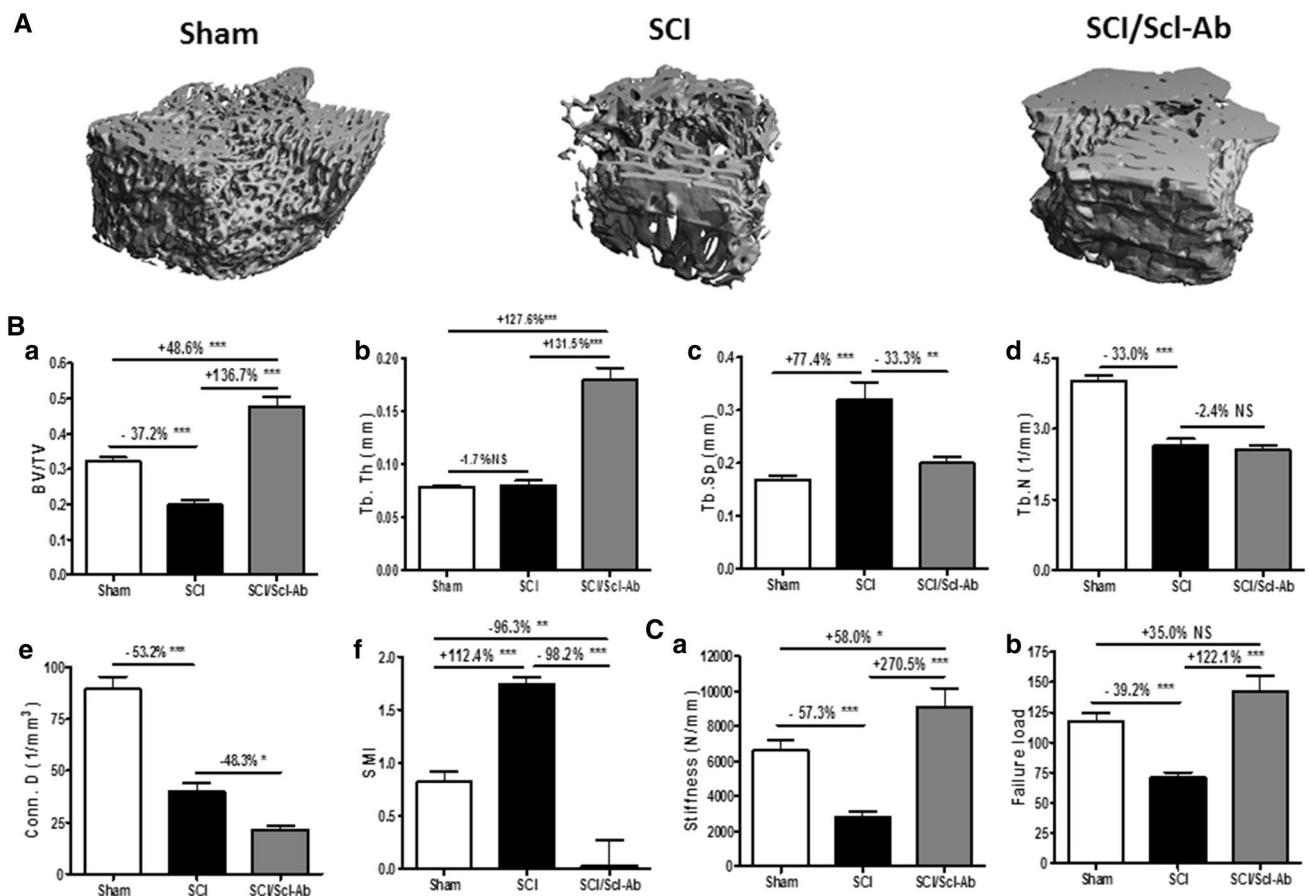 A
Sham
SCI
SCI/Scl-Ab
B
a
+48.6% ***
+136.7% ***
- 37.2% ***
BV/TV
0.6
0.5
0.4
0.3
0.2
0.1
0.0
Sham
SCI
SCI/Scl-Ab
b
+127.6%***
+131.5%***
-1.7%NS
Tb. Th (mm)
0.20
0.15
0.10
0.05
0.00
Sham
SCI
SCI/Scl-Ab
c
+77.4% ***
- 33.3% **
Tb.Sp (mm)
0.4
0.3
0.2
0.1
0.0
Sham
SCI
SCI/Scl-Ab
d
- 33.0% ***
-2.4% NS
Tb.N (1/mm)
4.5
3.0
1.5
0.0
Sham
SCI
SCI/Scl-Ab
e
- 53.2% ***
-48.3% *
Conn. D (1/mm³)
100
75
50
25
0
Sham
SCI
SCI/Scl-Ab
f
-96.3% **
+112.4% ***
- 98.2% ***
SMI
2.0
1.5
1.0
0.5
0.0
Sham
SCI
SCI/Scl-Ab
C
a
+58.0% *
+270.5% ***
- 57.3% ***
Stiffness (N/mm)
12000
10000
8000
6000
4000
2000
0
Sham
SCI
SCI/Scl-Ab
b
+35.0% NS
+122.1% ***
- 39.2% ***
Failure load
175
150
125
100
75
50
25
0
Sham
SCI
SCI/Scl-Ab